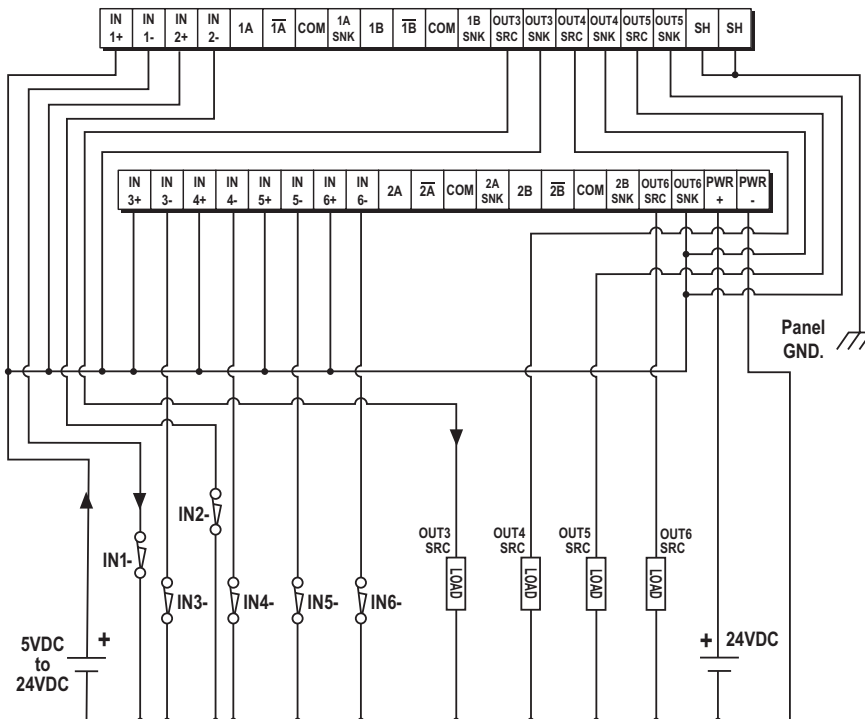 IN 1+ IN 1- IN 2+ IN 2- 1A 1A̅ COM 1A SNK 1B 1B̅ COM 1B SNK OUT3 SRC OUT3 SNK OUT4 SRC OUT4 SNK OUT5 SRC OUT5 SNK SH SH
IN 3+ IN 3- IN 4+ IN 4- IN 5+ IN 5- IN 6+ IN 6- 2A 2A̅ COM 2A SNK 2B 2B̅ COM 2B SNK OUT6 SRC OUT6 SNK PWR + PWR -
Panel
GND.
IN2-
IN1-
IN3-
IN4-
IN5-
IN6-
OUT3
SRC
LOAD
OUT4
SRC
LOAD
OUT5
SRC
LOAD
OUT6
SRC
LOAD
5VDC
to
24VDC
+
+ 24VDC